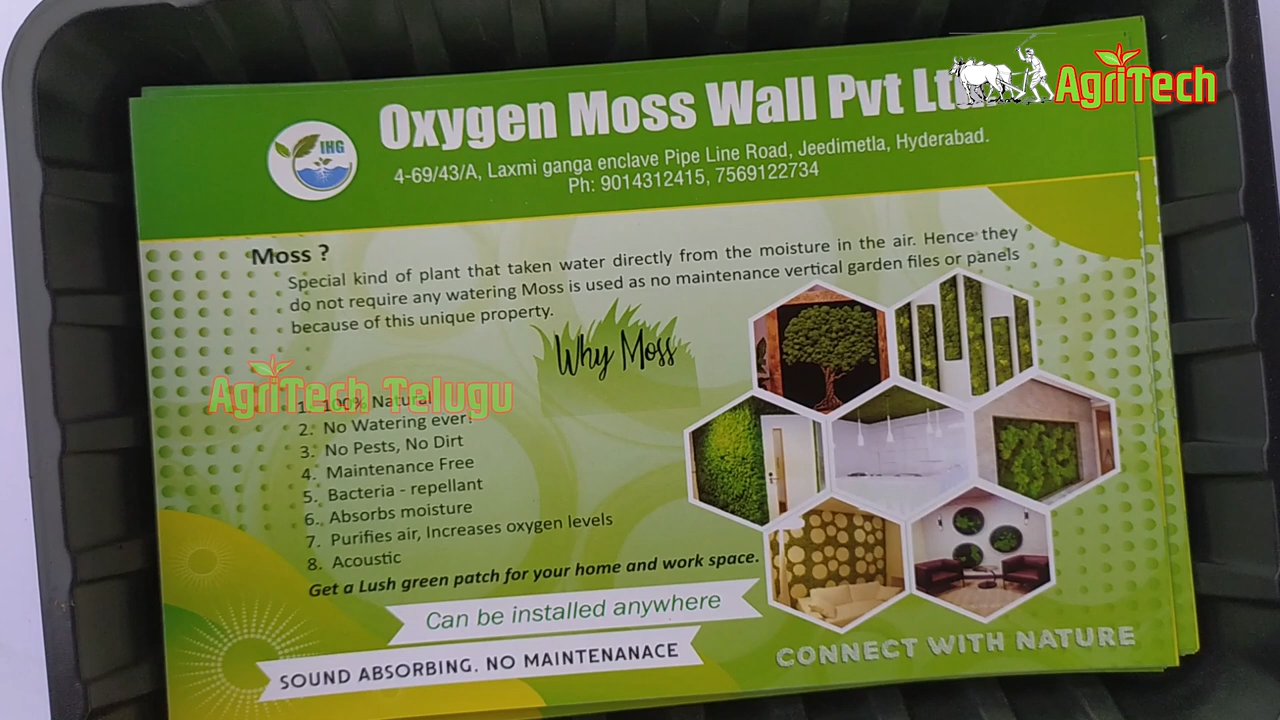 AgriTech
Oxygen Moss Wall Pvt
IHG
4-69/43/A, Laxmi ganga enclave Pipe Line Road, Jeedimetla, Hyderabad.
Ph: 9014312415, 7569122734
Moss ?
Special kind of plant that taken water directly from the moisture in the air. Hence they
do not require any watering Moss is used as no maintenance vertical garden files or panels
because of this unique property.
Why Moss
AgriTech Telugu
1. 100% Natural
2. No Watering ever!
3. No Pests, No Dirt
4. Maintenance Free
5. Bacteria - repellant
6. Absorbs moisture
7. Purifies air, Increases oxygen levels
8. Acoustic
Get a Lush green patch for your home and work space.
Can be installed anywhere
SOUND ABSORBING. NO MAINTENANACE
CONNECT WITH NATURE